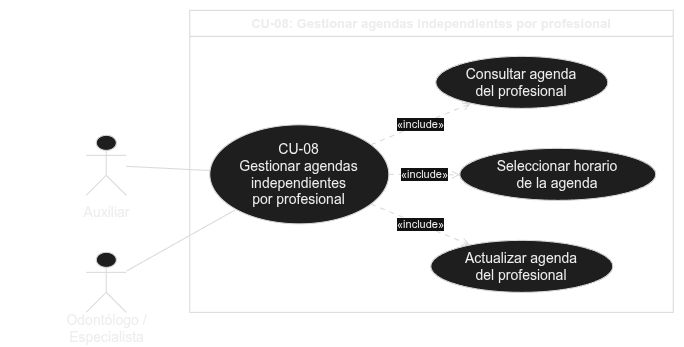 CU-08: Gestionar agendas independientes por profesional
Consultar agenda
del profesional
«include»
CU-08
Gestionar agendas
independientes
por profesional
«include»
Seleccionar horario
de la agenda
Auxiliar
«include»
Actualizar agenda
del profesional
Odontólogo /
Especialista